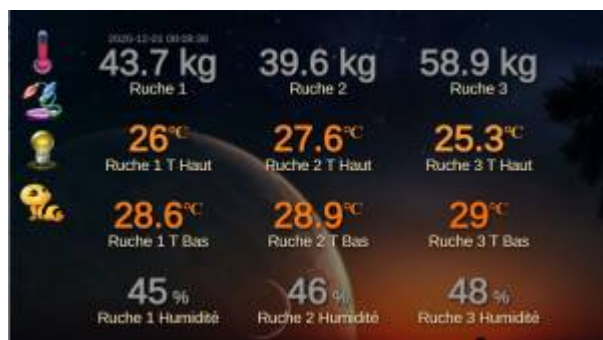 43.7 kg 39.6 kg 58.9 kg
Ruche 1 Ruche 2 Ruche 3
26°C 27.6°C 25.3°C
Ruche 1 T Haut Ruche 2 T Haut Ruche 3 T Haut
28.6°C 28.9°C 29°C
Ruche 1 T Bas Ruche 2 T Bas Ruche 3 T Bas
45 % 46 % 48 %
Ruche 1 Humidité Ruche 2 Humidité Ruche 3 Humidité